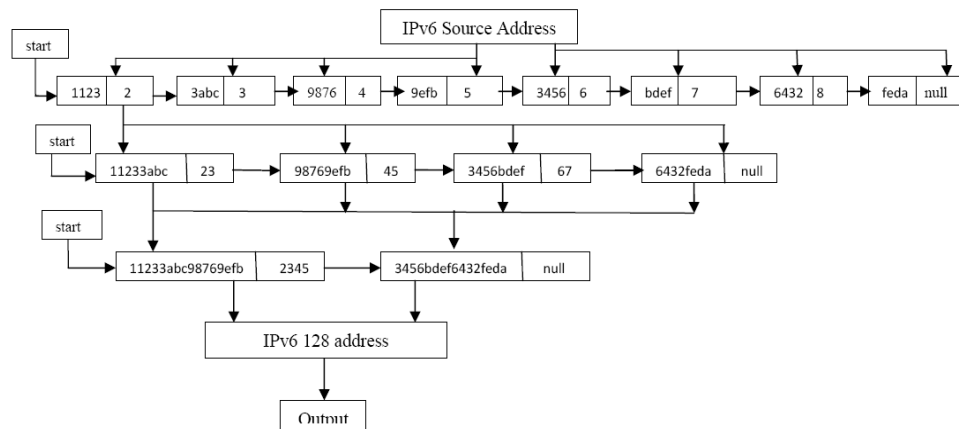 IPv6 Source Address
start
1123 2 3abc 3 9876 4 9efb 5 3456 6 bdef 7 6432 8 feda null
start
11233abc 23 98769efb 45 3456bdef 67 6432feda null
start
11233abc98769efb 2345 3456bdef6432feda null
IPv6 128 address
Output